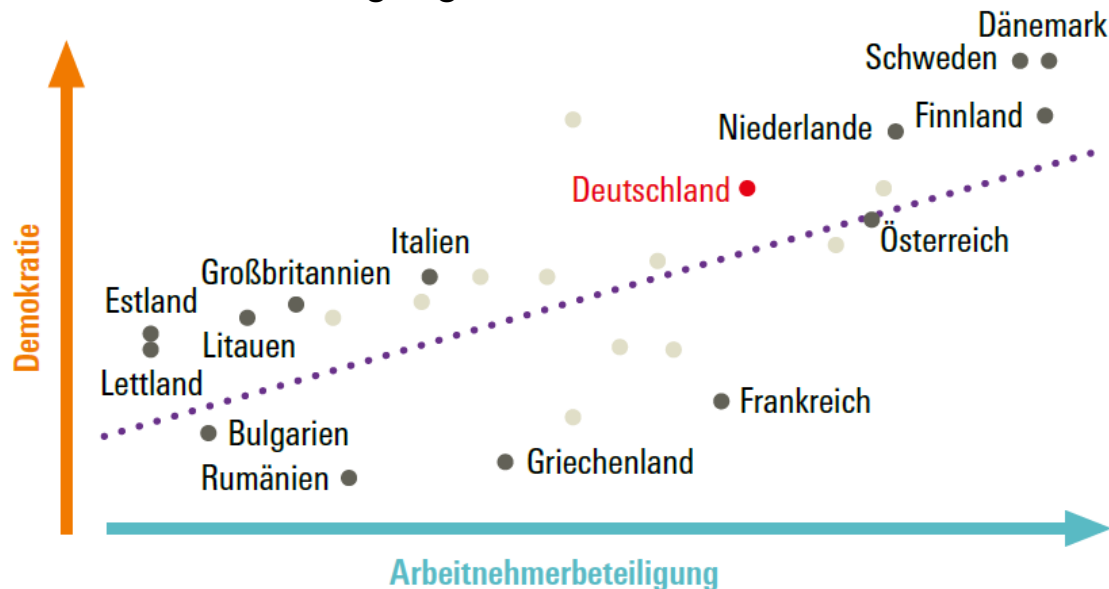 Dänemark
Schweden
Niederlande
Finnland
Deutschland
Österreich
Italien
Großbritannien
Estland
Litauen
Lettland
Frankreich
Bulgarien
Griechenland
Rumänien
Demokratie
Arbeitnehmerbeteiligung